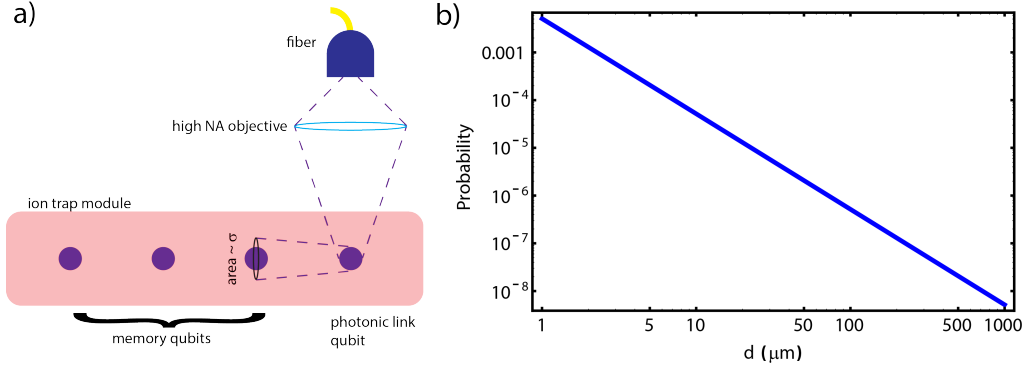 a)
fiber
high NA objective
ion trap module
area ~ σ
memory qubits
photonic link
qubit
b)
Probability
0.001
10⁻⁴
10⁻⁵
10⁻⁶
10⁻⁷
10⁻⁸
1
5
10
50
100
500
1000
d (μm)